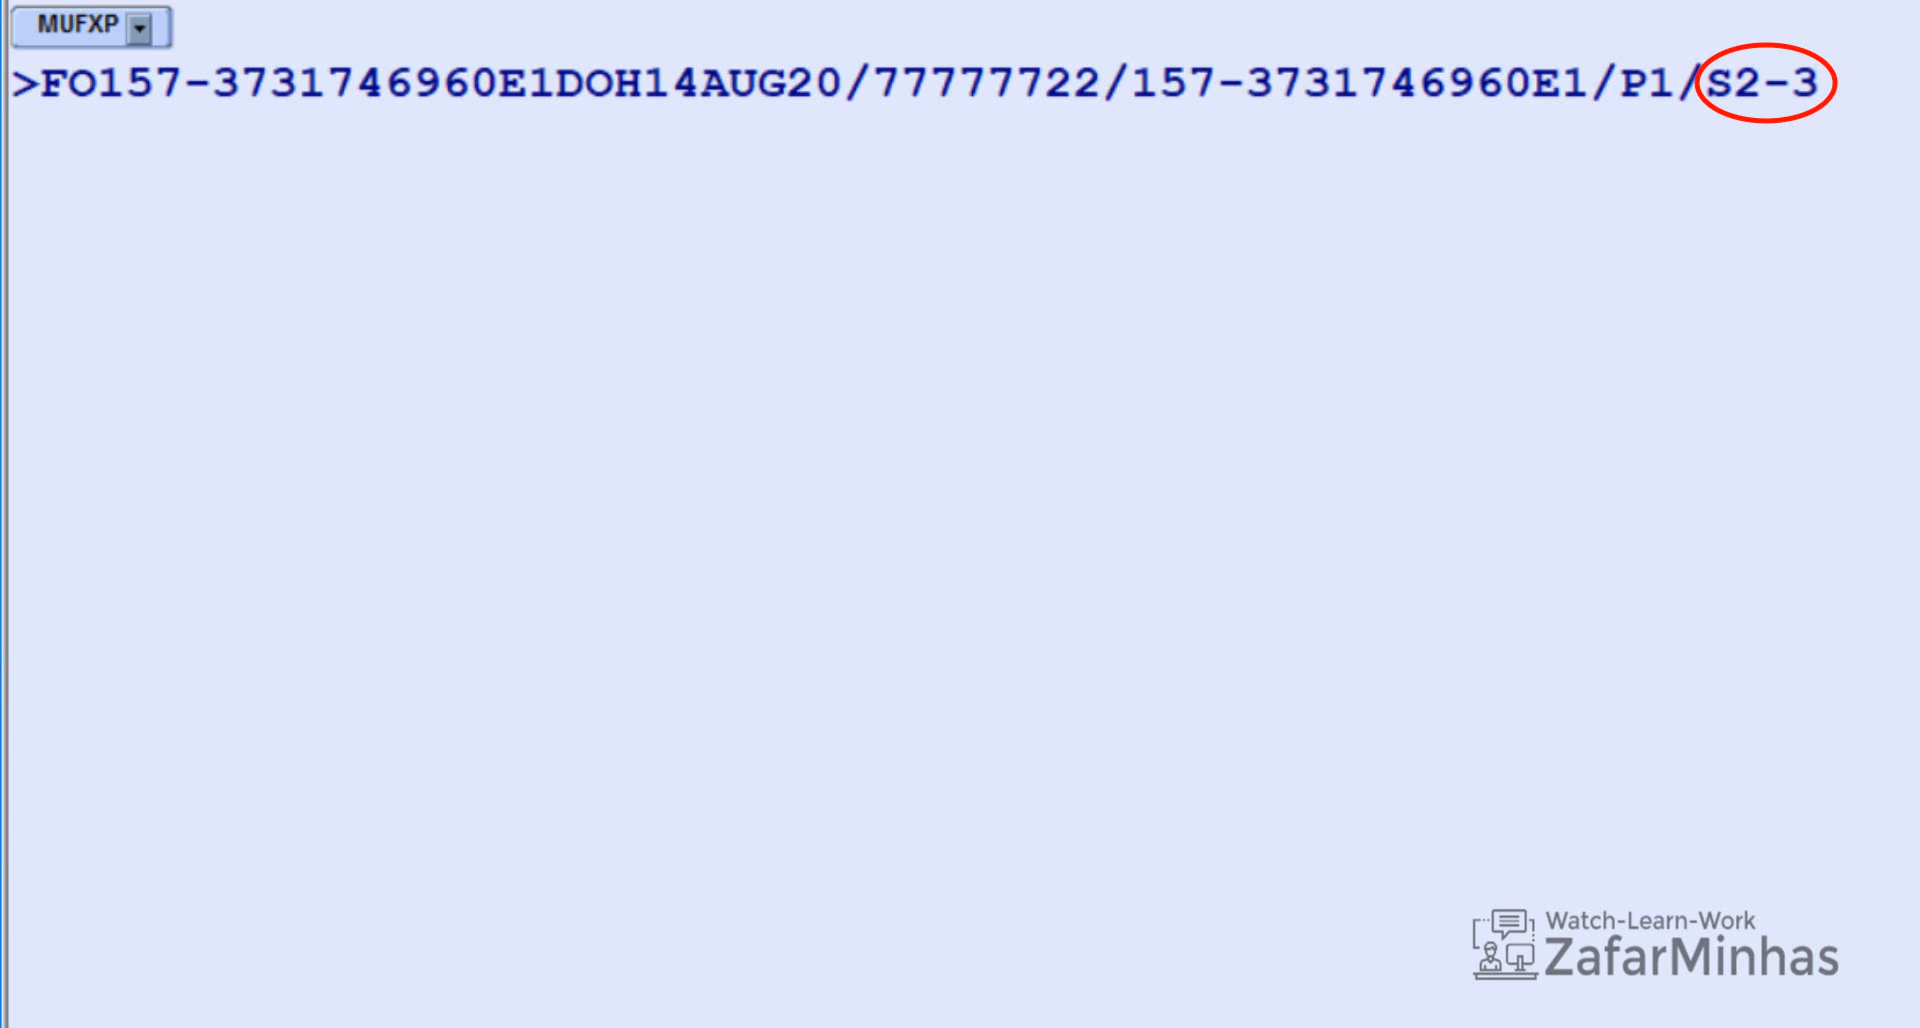 MUFXP
>FO157-3731746960E1DOH14AUG20/77777722/157-3731746960E1/P1/S2-3
Watch-Learn-Work
ZafarMinhas